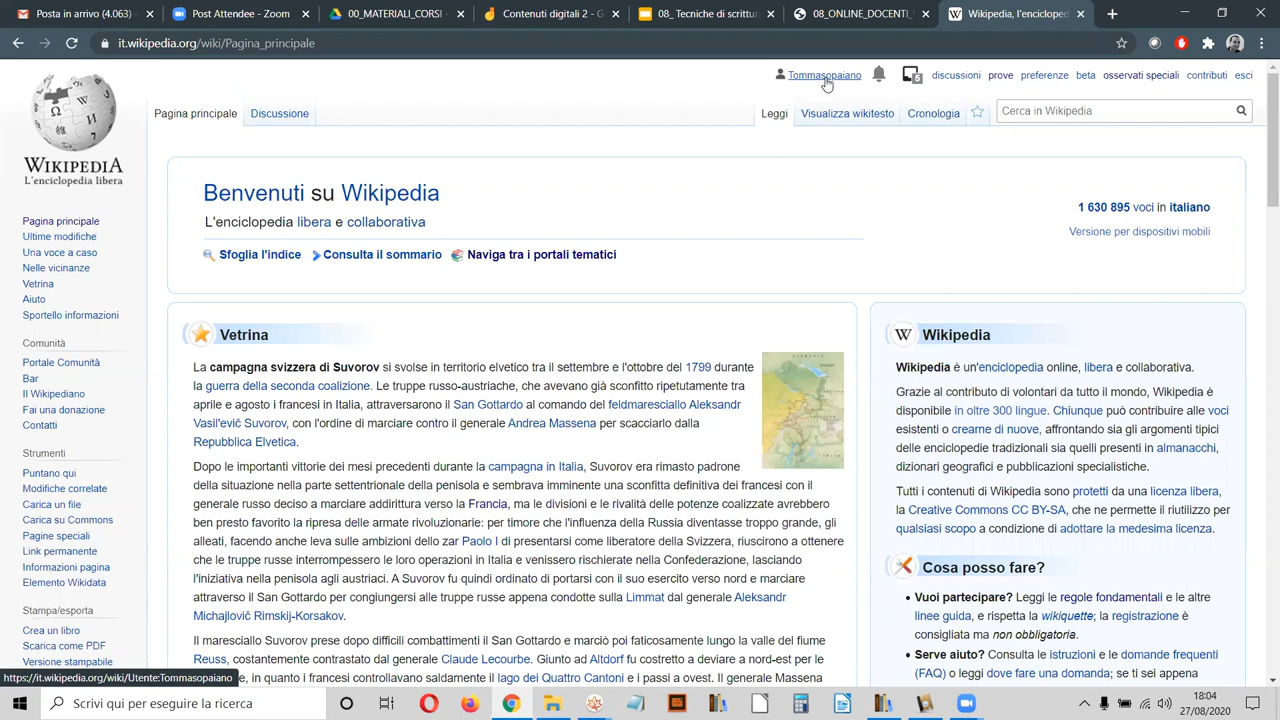 Posta in arrivo (4.063) -
Post Attendee - Zoom
00_MATERIALI_CORSI -
Contenuti digitali 2 - G
08_ Tecniche di scrittur
08_ONLINE_DOCENTI_
Wikipedia, l'encicloped
it.wikipedia.org/wiki/Pagina_principale
Tommasopaiano
discussioni prove preferenze beta osservati speciali contributi esci
Pagina principale Discussione
Leggi Visualizza wikitesto Cronologia
Cerca in Wikipedia
WIKIPEDIA
L'enciclopedia libera
Pagina principale
Ultime modifiche
Una voce a caso
Nelle vicinanze
Vetrina
Aiuto
Sportello informazioni
Comunità
Portale Comunità
Bar
Il Wikipediano
Fai una donazione
Contatti
Strumenti
Puntano qui
Modifiche correlate
Carica un file
Carica su Commons
Pagine speciali
Link permanente
Informazioni pagina
Elemento Wikidata
Stampa/esporta
Crea un libro
Scarica come PDF
Versione stampabile
Benvenuti su Wikipedia
L'enciclopedia libera e collaborativa
Sfoglia l'indice Consulta il sommario Naviga tra i portali tematici
1 630 895 voci in italiano
Versione per dispositivi mobili
Vetrina
La campagna svizzera di Suvorov si svolse in territorio elvetico tra il settembre e l'ottobre del 1799 durante
la guerra della seconda coalizione. Le truppe russo-austriache, che avevano già sconfitto ripetutamente tra
aprile e agosto i francesi in Italia, attraversarono il San Gottardo al comando del feldmaresciallo Aleksandr
Vasil'evič Suvorov, con l'ordine di marciare contro il generale Andrea Massena per scacciarlo dalla
Repubblica Elvetica.
Dopo le importanti vittorie dei mesi precedenti durante la campagna in Italia, Suvorov era rimasto padrone
della situazione nella parte settentrionale della penisola e sembrava imminente una sconfitta definitiva dei francesi con il
generale russo deciso a marciare addirittura verso la Francia, ma le divisioni e le rivalità delle potenze coalizzate avrebbero
ben presto favorito la ripresa delle armate rivoluzionarie: per timore che l'influenza della Russia diventasse troppo grande, gli
alleati, facendo anche leva sulle ambizioni dello zar Paolo I di presentarsi come liberatore della Svizzera, riuscirono a ottenere
che le truppe russe interrompessero le loro operazioni in Italia e venissero rischierate nella Confederazione, lasciando
l'iniziativa nella penisola agli austriaci. A Suvorov fu quindi ordinato di portarsi con il suo esercito verso nord e marciare
attraverso il San Gottardo per congiungersi alle truppe russe appena condotte sulla Limmat dal generale Aleksandr
Michajlovič Rimskij-Korsakov.
Il maresciallo Suvorov prese dopo difficili combattimenti il San Gottardo e marciò poi faticosamente lungo la valle del fiume
Reuss, costantemente contrastato dal generale Claude Lecourbe. Giunto ad Altdorf fu costretto a deviare a nord-est per le
, in quanto i francesi controllavano saldamente il lago dei Quattro Cantoni e i passi a ovest. Il generale Massena
Wikipedia
Wikipedia è un'enciclopedia online, libera e collaborativa.
Grazie al contributo di volontari da tutto il mondo, Wikipedia è
disponibile in oltre 300 lingue. Chiunque può contribuire alle voci
esistenti o crearne di nuove, affrontando sia gli argomenti tipici
delle enciclopedie tradizionali sia quelli presenti in almanacchi,
dizionari geografici e pubblicazioni specialistiche.
Tutti i contenuti di Wikipedia sono protetti da una licenza libera,
la Creative Commons CC BY-SA, che ne permette il riutilizzo per
qualsiasi scopo a condizione di adottare la medesima licenza.
Cosa posso fare?
• Vuoi partecipare? Leggi le regole fondamentali e le altre
linee guida, e rispetta la wikiquette; la registrazione è
consigliata ma non obbligatoria.
• Serve aiuto? Consulta le istruzioni e le domande frequenti
(FAQ) o leggi dove fare una domanda; se ti sei appena
https://it.wikipedia.org/wiki/Utente:Tommasopaiano
Scrivi qui per eseguire la ricerca
18:04
27/08/2020